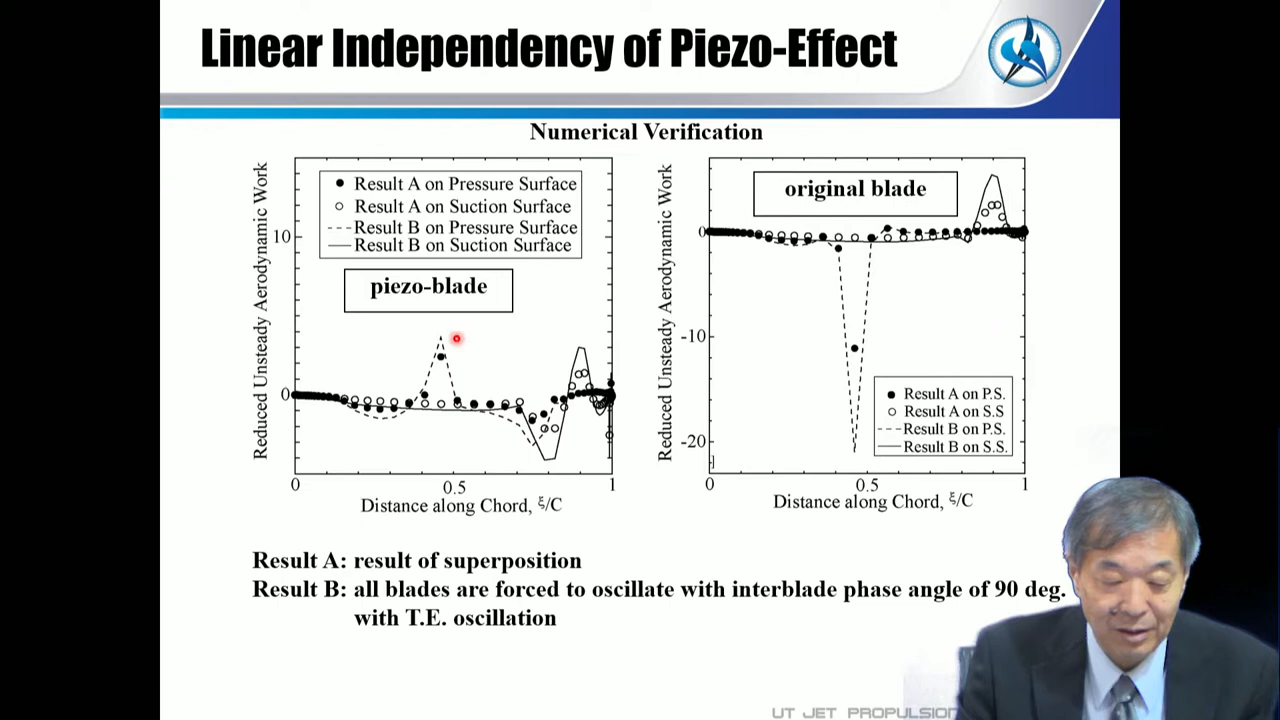 Linear Independency of Piezo-Effect
Numerical Verification
Reduced Unsteady Aerodynamic Work
10
0
Result A on Pressure Surface
Result A on Suction Surface
Result B on Pressure Surface
Result B on Suction Surface
piezo-blade
0
0.5
1
Distance along Chord, ξ/C
Reduced Unsteady Aerodynamic Work
0
-10
-20
original blade
Result A on P.S.
Result A on S.S
Result B on P.S.
Result B on S.S.
0
0.5
1
Distance along Chord, ξ/C
Result A: result of superposition
Result B: all blades are forced to oscillate with interblade phase angle of 90 deg.
with T.E. oscillation
UT JET PROPULSION